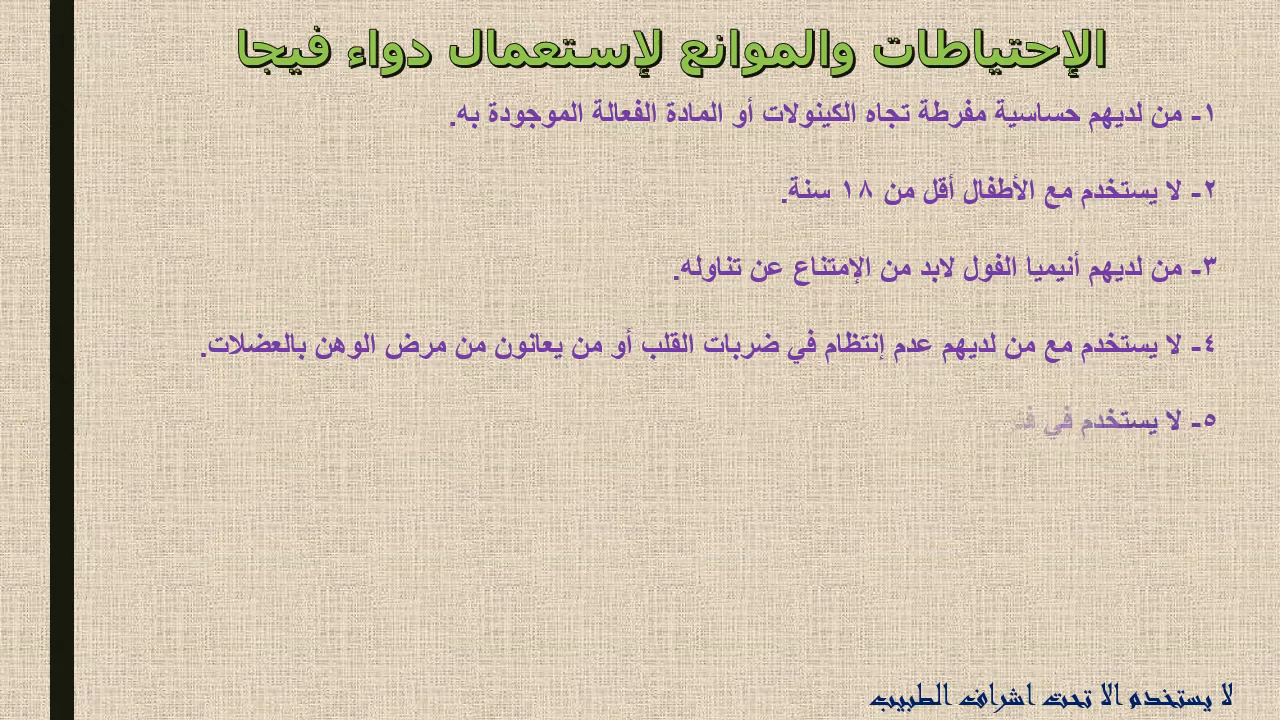 الإحتياطات والموانع لإستعمال دواء فيجا
١- من لديهم حساسية مفرطة تجاه الكينولات أو المادة الفعالة الموجودة به.
٢- لا يستخدم مع الأطفال أقل من ١٨ سنة.
٣- من لديهم أنيميا الفول لابد من الإمتناع عن تناوله.
٤- لا يستخدم مع من لديهم عدم إنتظام في ضربات القلب أو من يعانون من مرض الوهن بالعضلات.
٥- لا يستخدم في
لا يستخدم الا تحت اشراف الطبيب